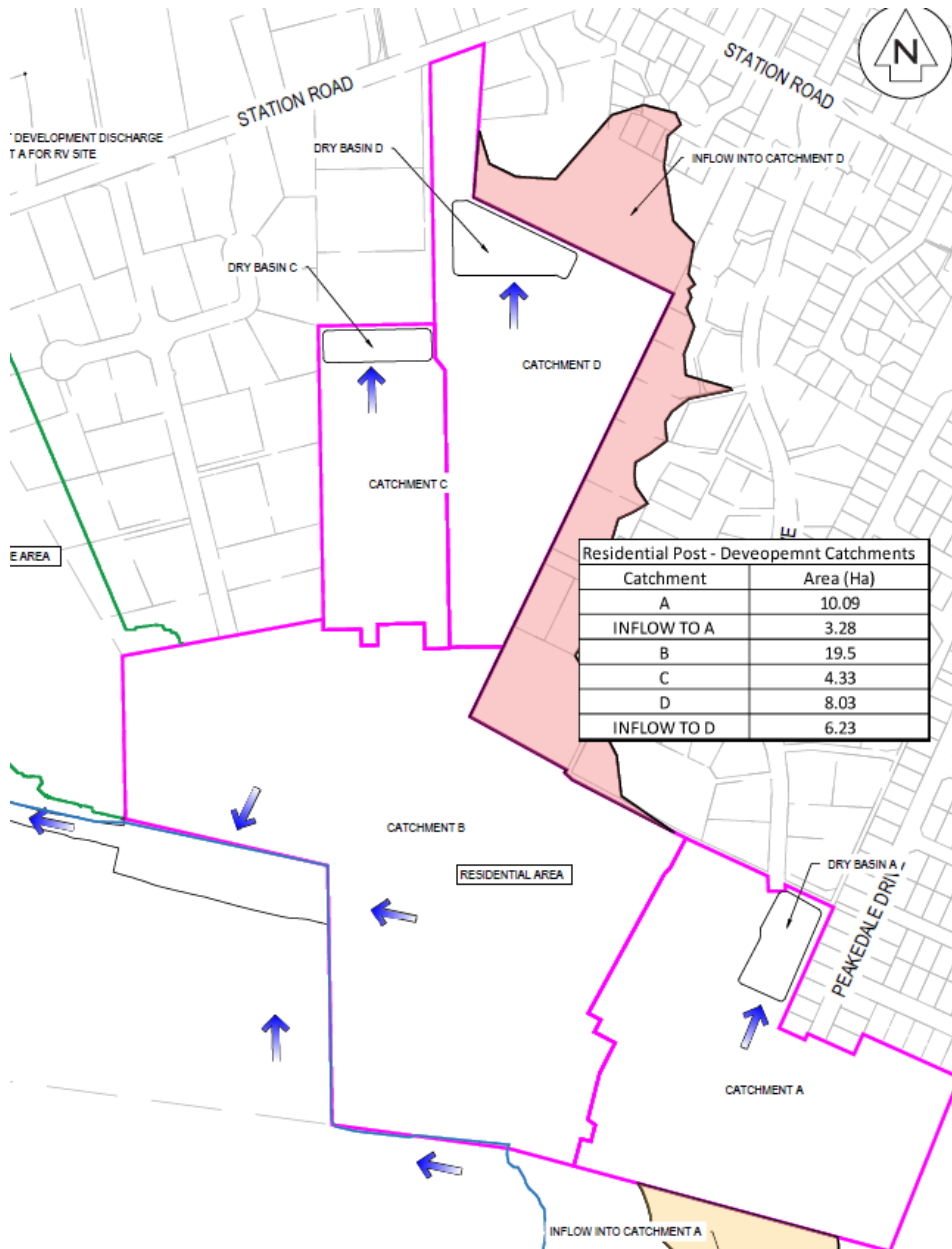 N
STATION ROAD
STATION ROAD
DEVELOPMENT DISCHARGE
T A FOR RV SITE
DRY BASIN D
INFLOW INTO CATCHMENT D
DRY BASIN C
CATCHMENT D
CATCHMENT C
E AREA
Residential Post - Deveopemnt Catchments
Catchment Area (Ha)
A 10.09
INFLOW TO A 3.28
B 19.5
C 4.33
D 8.03
INFLOW TO D 6.23
CATCHMENT B
RESIDENTIAL AREA
DRY BASIN A
PEAKEDALE DRIV
CATCHMENT A
INFLOW INTO CATCHMENT A